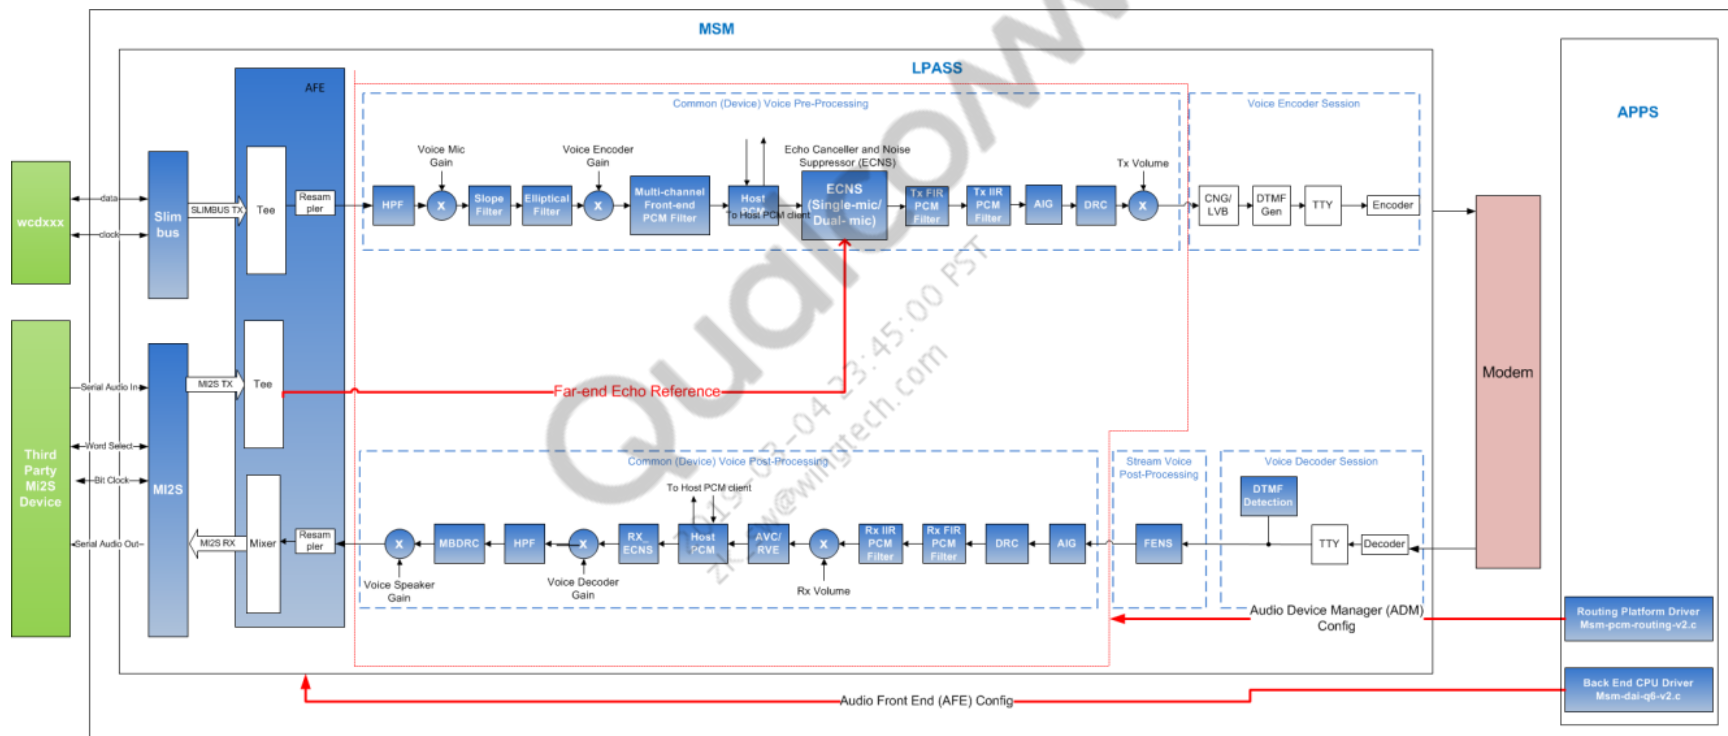 MSM
LPASS
AFE
APPS
Common (Device) Voice Pre-Processing
Voice Encoder Session
wcdxxx
data
clock
Slim
bus
SLIMBUS TX
Tee
Resam
pler
HPF
Voice Mic
Gain
X
Slope
Filter
Elliptical
Filter
Voice Encoder
Gain
X
Multi-channel
Front-end
PCM Filter
Host
PCM
To Host PCM client
Echo Canceller and Noise
Suppressor (ECNS)
ECNS
(Single-mic/
Dual- mic)
Tx FIR
PCM
Filter
Tx IIR
PCM
Filter
AIG
DRC
Tx Volume
X
CNG/
LVB
DTMF
Gen
TTY
Encoder
Modem
Third
Party
Mi2S
Device
Serial Audio In
Word Select
Bit Clock
Serial Audio Out
MI2S
MI2S TX
Tee
Far-end Echo Reference
MI2S RX
Mixer
Resam
pler
Common (Device) Voice Post-Processing
Stream Voice
Post-Processing
Voice Decoder Session
X
Voice Speaker
Gain
MBDRC
HPF
X
Voice Decoder
Gain
RX_
ECNS
To Host PCM client
Host
PCM
AVC/
RVE
X
Rx Volume
Rx IIR
PCM
Filter
Rx FIR
PCM
Filter
DRC
AIG
FENS
DTMF
Detection
TTY
Decoder
Audio Device Manager (ADM)
Config
Routing Platform Driver
Msm-pcm-routing-v2.c
Audio Front End (AFE) Config
Back End CPU Driver
Msm-dai-q6-v2.c